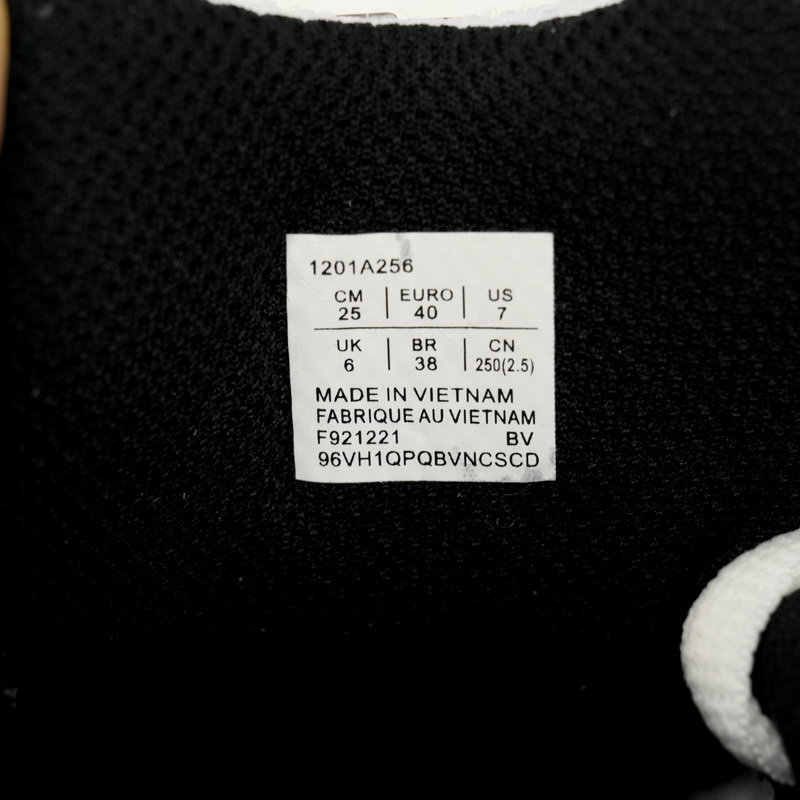 1201A256
CM EURO US
25 40 7
UK BR CN
6 38 250(2.5)
MADE IN VIETNAM
FABRIQUE AU VIETNAM
F921221 BV
96VH1QPQBVNCSCD